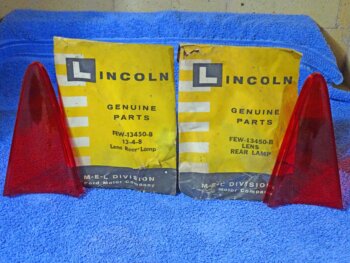 LINCOLN
GENUINE
PARTS
FEW-13450-B
13-4-8
Lens Rear Lamp
M-E-L DIVISION
Ford Motor Company
LINCOLN
GENUINE
PARTS
FEW-13450-B
LENS
REAR LAMP
M-E-L DIVISION
Ford Motor Company